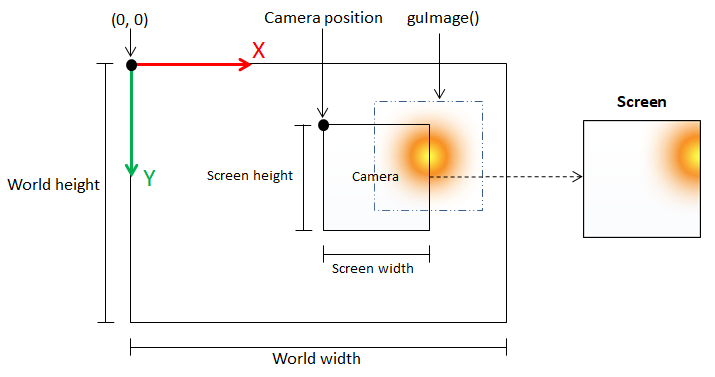 (0, 0)
Camera position
guImage()
X
Screen
World height
Y
Screen height
Camera
Screen width
World width